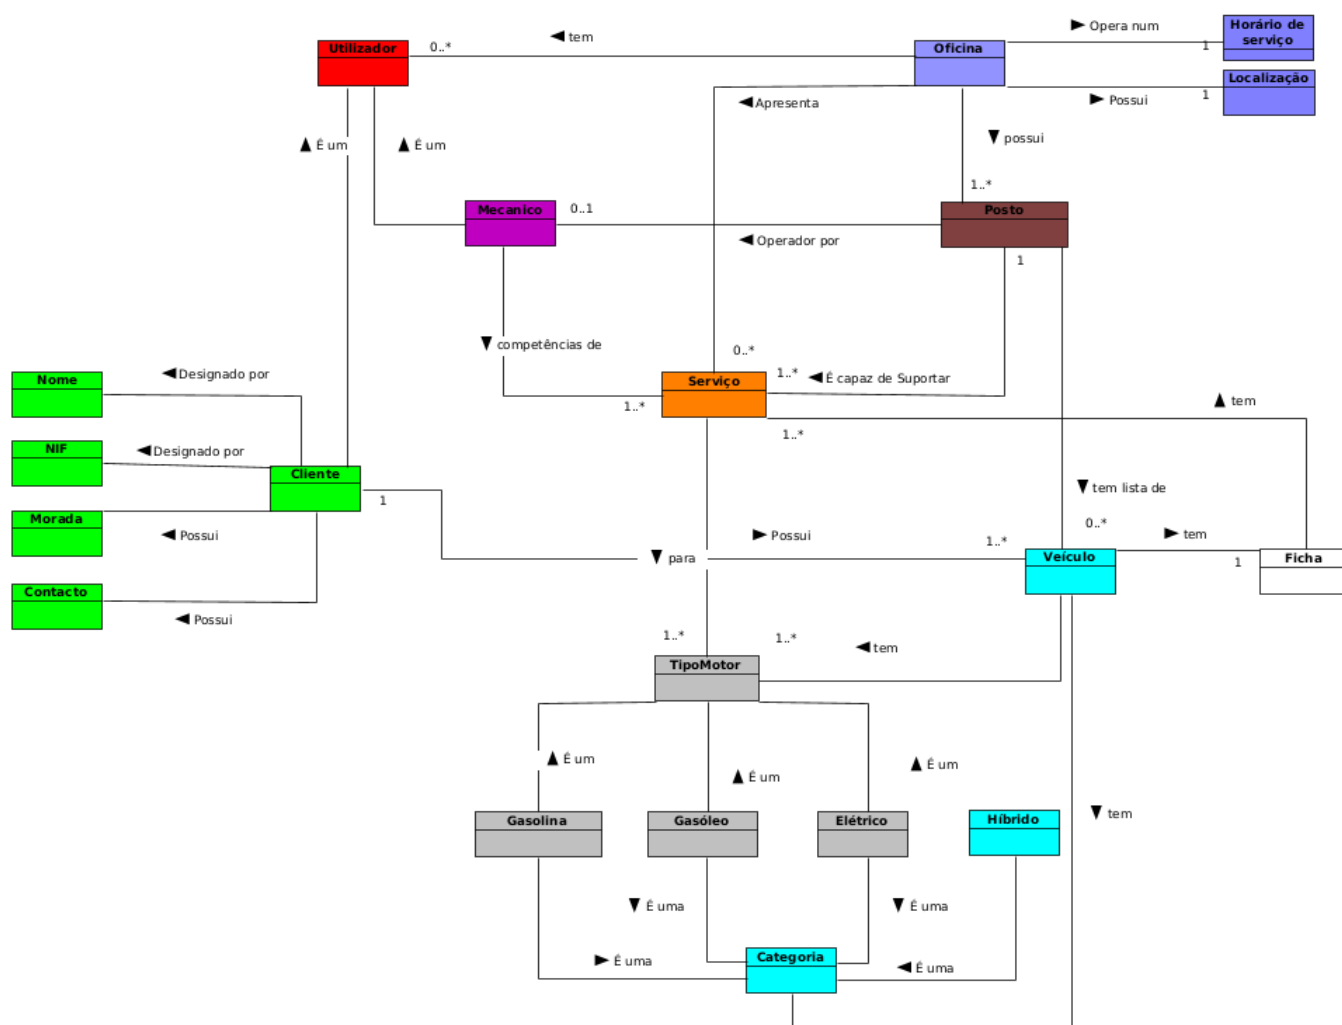 Utilizador
0..*
tem
Oficina
Opera num
1
Horário de
serviço
Localização
Apresenta
Possui
1
É um
É um
possui
1..*
Mecanico
0..1
Posto
Operador por
1
competências de
0..*
Nome
Designado por
Serviço
1..*
É capaz de Suportar
1..*
tem
1..*
NIF
Designado por
Cliente
1
tem lista de
Morada
Possui
0..*
Possui
1..*
tem
para
Veículo
1
Ficha
Contacto
Possui
1..*
1..*
tem
TipoMotor
É um
É um
É um
Gasolina
Gasóleo
Elétrico
Híbrido
tem
É uma
É uma
É uma
Categoria
É uma